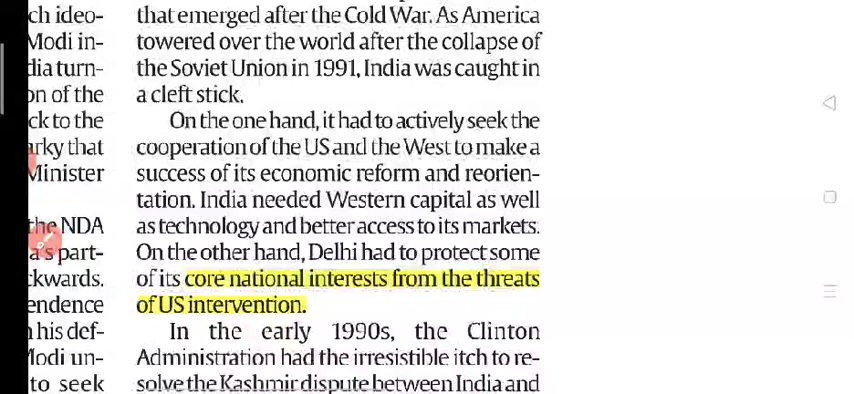 ch ideo-
Modi in-
dia turn-
on of the
ck to the
arky that
Minister
the NDA
a's part-
ckwards.
endence
his def-
Modi un-
to seek
that emerged after the Cold War. As America
towered over the world after the collapse of
the Soviet Union in 1991, India was caught in
a cleft stick.
On the one hand, it had to actively seek the
cooperation of the US and the West to make a
success of its economic reform and reorien-
tation. India needed Western capital as well
as technology and better access to its markets.
On the other hand, Delhi had to protect some
of its core national interests from the threats
of US intervention.
In the early 1990s, the Clinton
Administration had the irresistible itch to re-
solve the Kashmir dispute between India and